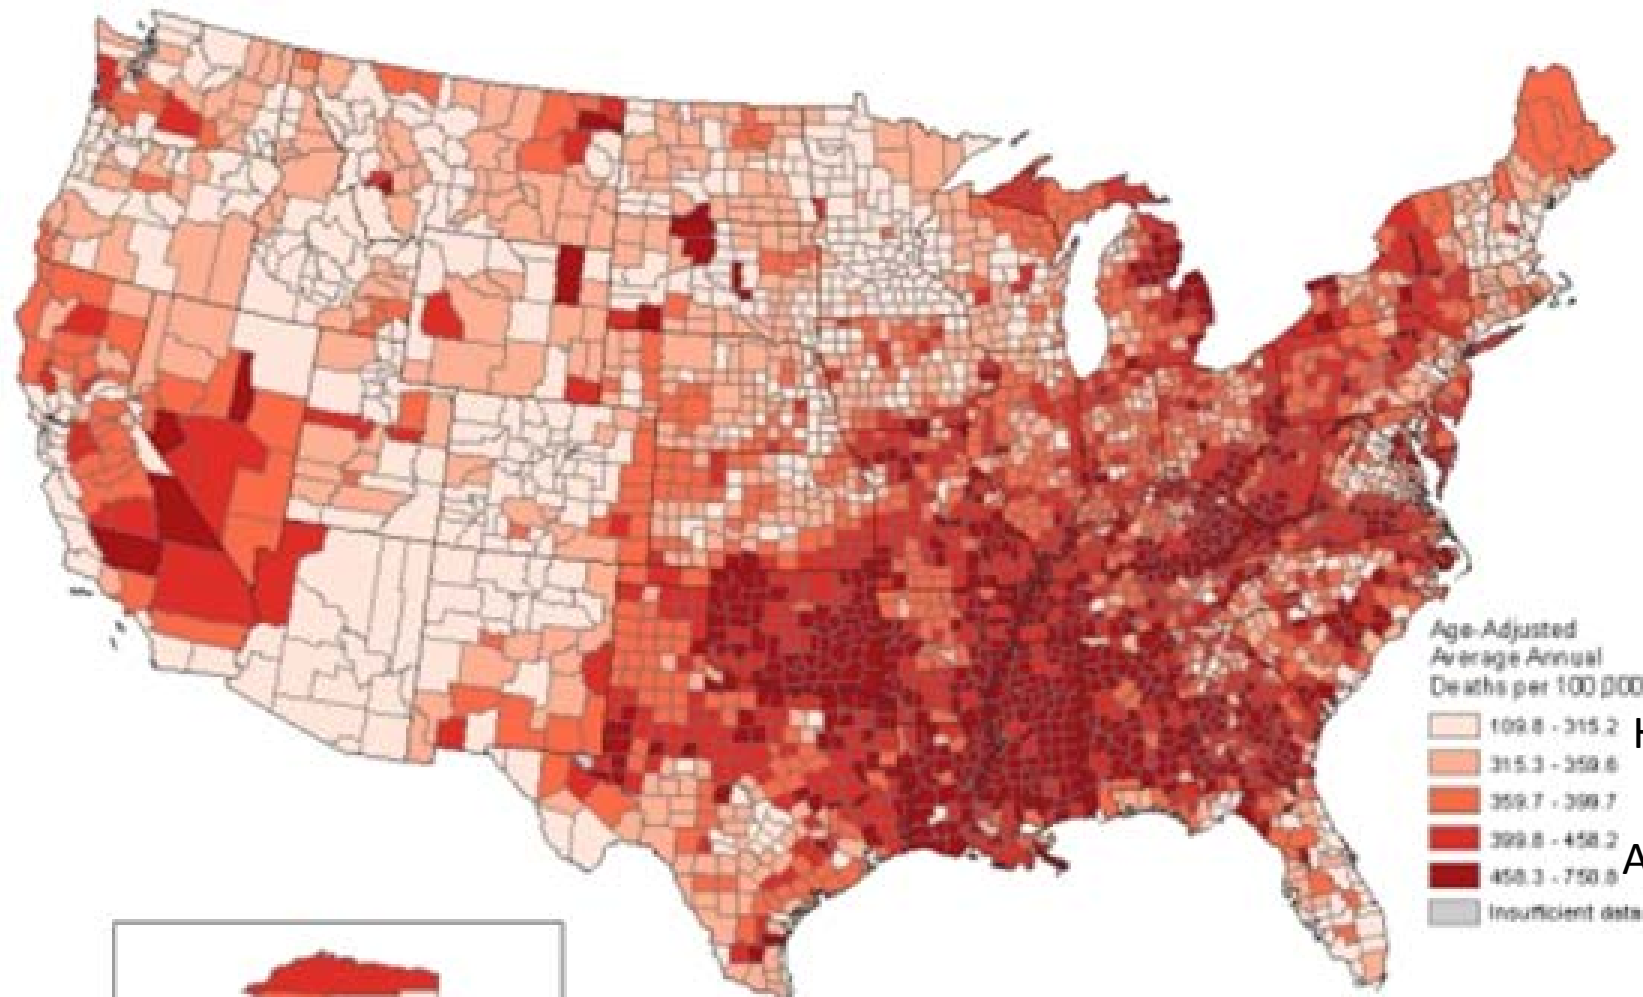 Age-Adjusted
Average Annual
Deaths per 100,000
H
109.8 - 315.2
315.3 - 359.6
359.7 - 399.7
399.8 - 458.2
A
458.3 - 750.8
Insufficient data